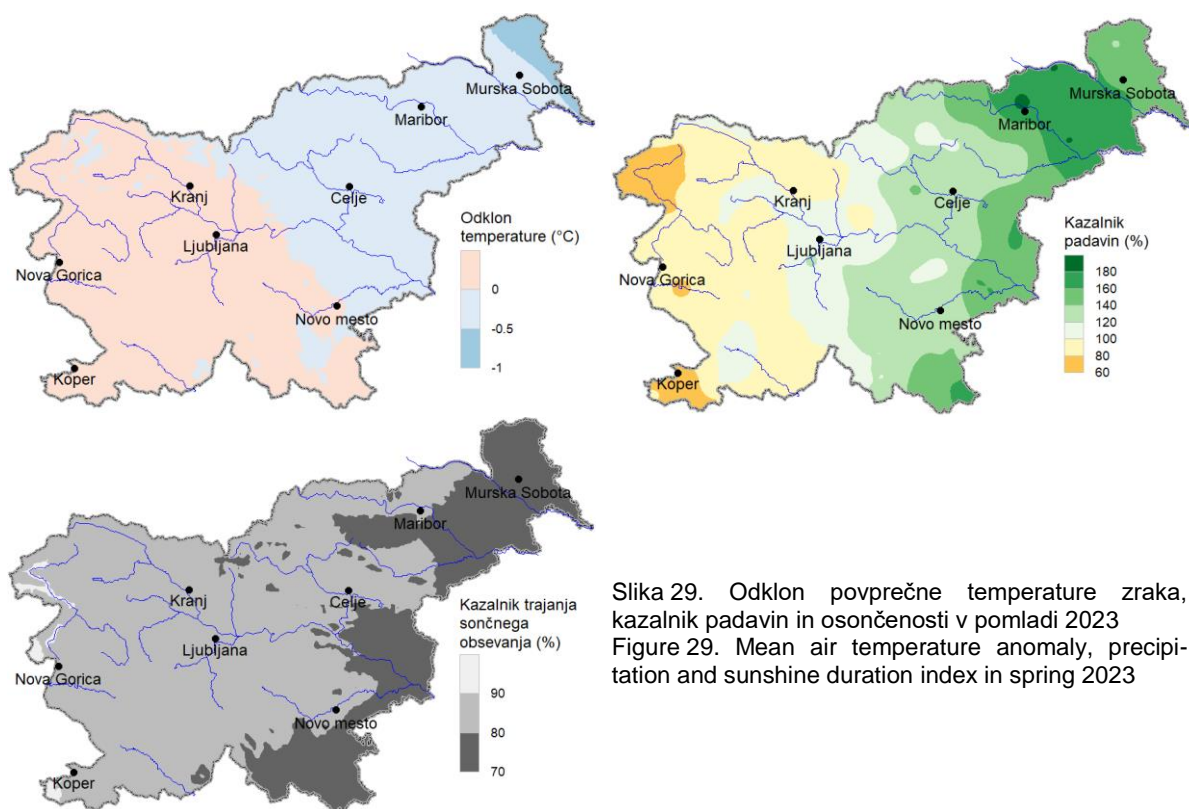 Murska Sobota
Maribor
Kranj
Celje
Ljubljana
Nova Gorica
Novo mesto
Koper
Odklon
temperature (°C)
0
-0.5
-1
Murska Sobota
Maribor
Kranj
Celje
Ljubljana
Nova Gorica
Novo mesto
Koper
Kazalnik
padavin (%)
180
160
140
120
100
80
60
Murska Sobota
Maribor
Kranj
Celje
Ljubljana
Nova Gorica
Novo mesto
Koper
Kazalnik trajanja
sončnega
obsevanja (%)
90
80
70
Slika 29. Odklon povprečne temperature zraka,
kazalnik padavin in osončenosti v pomladi 2023
Figure 29. Mean air temperature anomaly, precipi-
tation and sunshine duration index in spring 2023